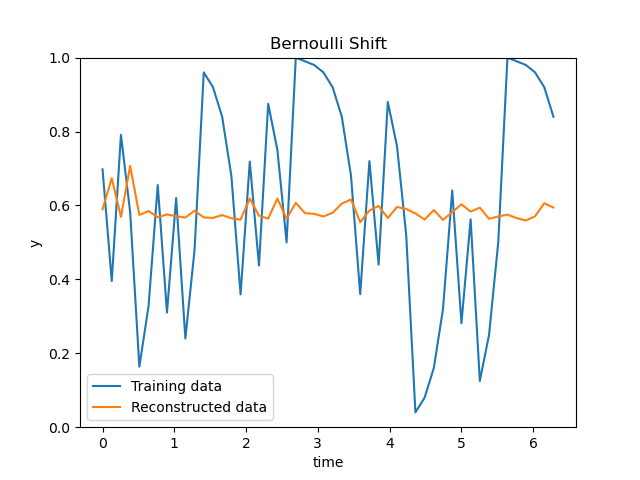 Bernoulli Shift
1.0
0.8
0.6
0.4
0.2
0.0
y
Training data
Reconstructed data
0 1 2 3 4 5 6
time